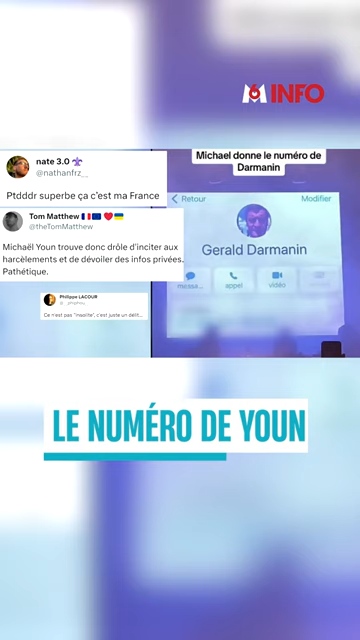 M6 INFO
Michael donne le numéro de
Darmanin
nate 3.0
@nathanfrz__
Ptdddr superbe ça c'est ma France
Tom Matthew
@theTomMatthew
Michaël Youn trouve donc drôle d'inciter aux
harcèlements et de dévoiler des infos privées.
Pathétique.
Philippe LACOUR
Ce n'est pas "insolite", c'est juste un délit...
Retour
Modifier
Gerald Darmanin
appel
vidéo
LE NUMÉRO DE YOUN